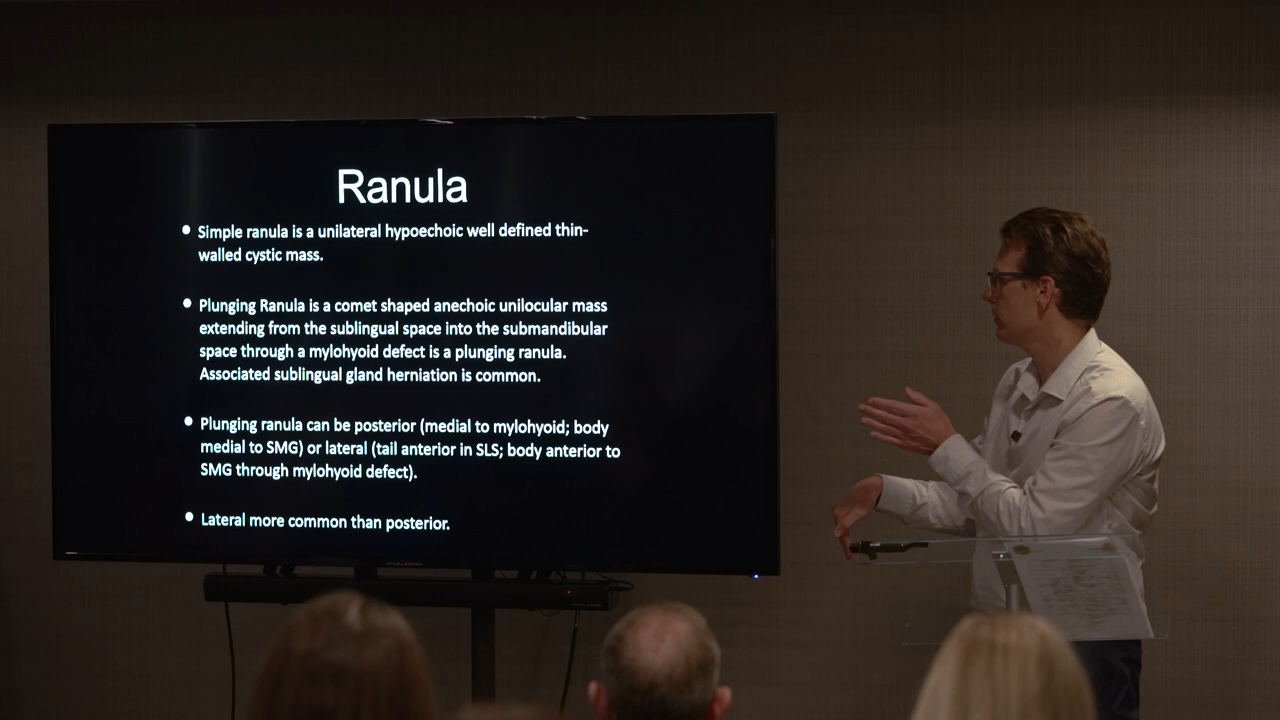 Ranula
• Simple ranula is a unilateral hypoechoic well defined thin-
walled cystic mass.
• Plunging Ranula is a comet shaped anechoic unilocular mass
extending from the sublingual space into the submandibular
space through a mylohyoid defect is a plunging ranula.
Associated sublingual gland herniation is common.
• Plunging ranula can be posterior (medial to mylohyoid; body
medial to SMG) or lateral (tail anterior in SLS; body anterior to
SMG through mylohyoid defect).
• Lateral more common than posterior.